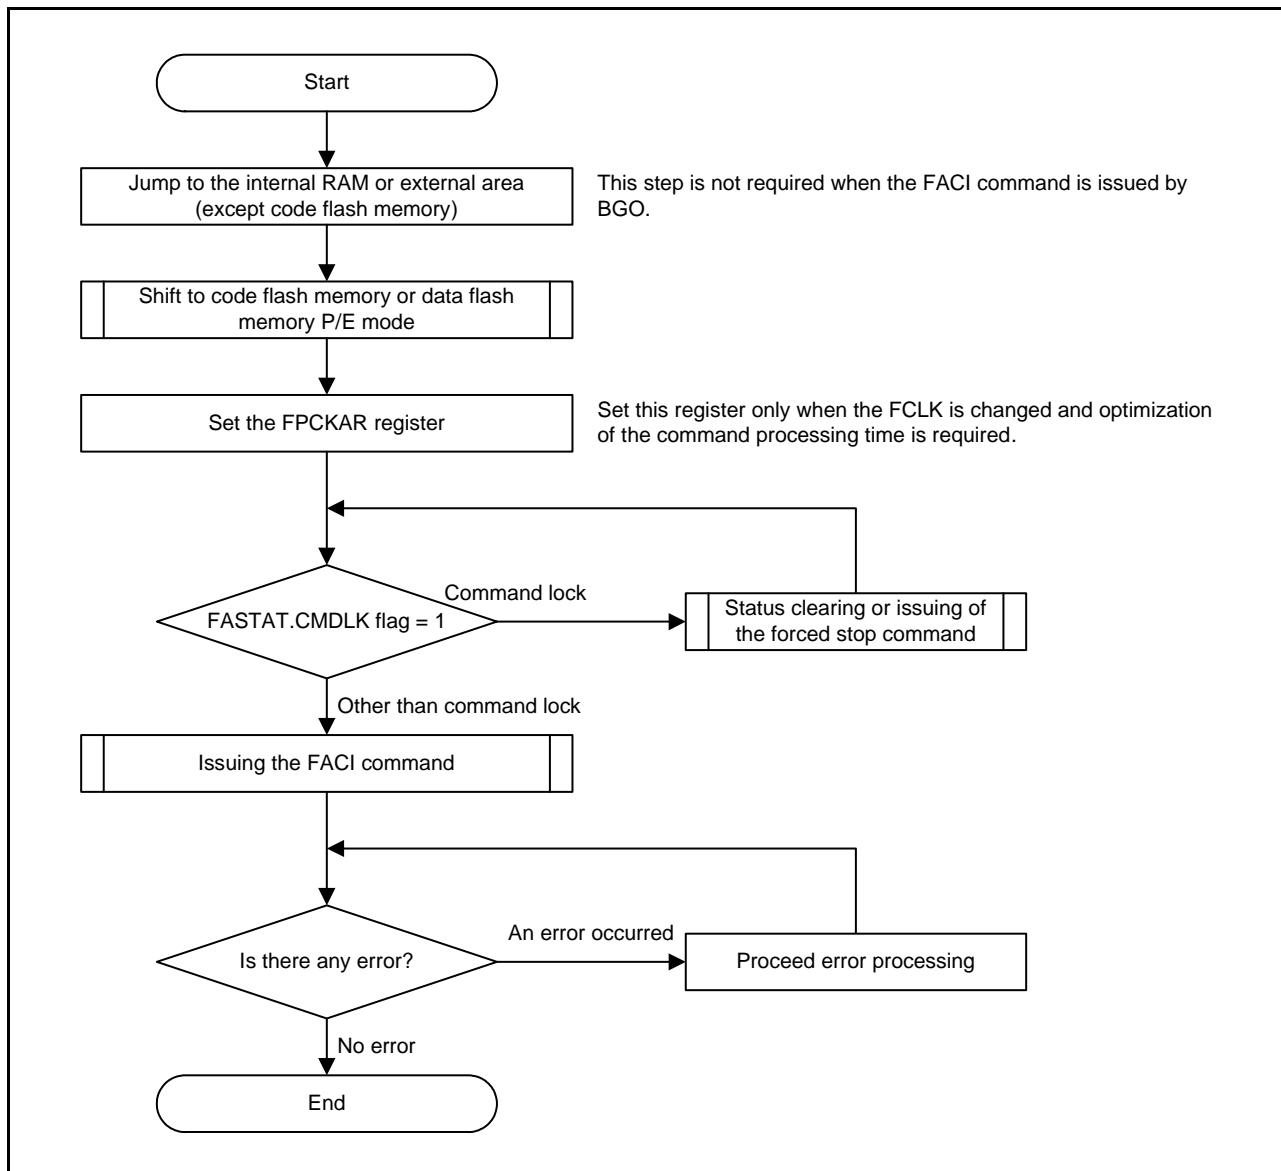 Start
Jump to the internal RAM or external area
(except code flash memory)
This step is not required when the FACI command is issued by
BGO.
Shift to code flash memory or data flash
memory P/E mode
Set the FPCKAR register
Set this register only when the FCLK is changed and optimization
of the command processing time is required.
FASTAT.CMDLK flag = 1
Command lock
Status clearing or issuing of
the forced stop command
Other than command lock
Issuing the FACI command
Is there any error?
An error occurred
Proceed error processing
No error
End